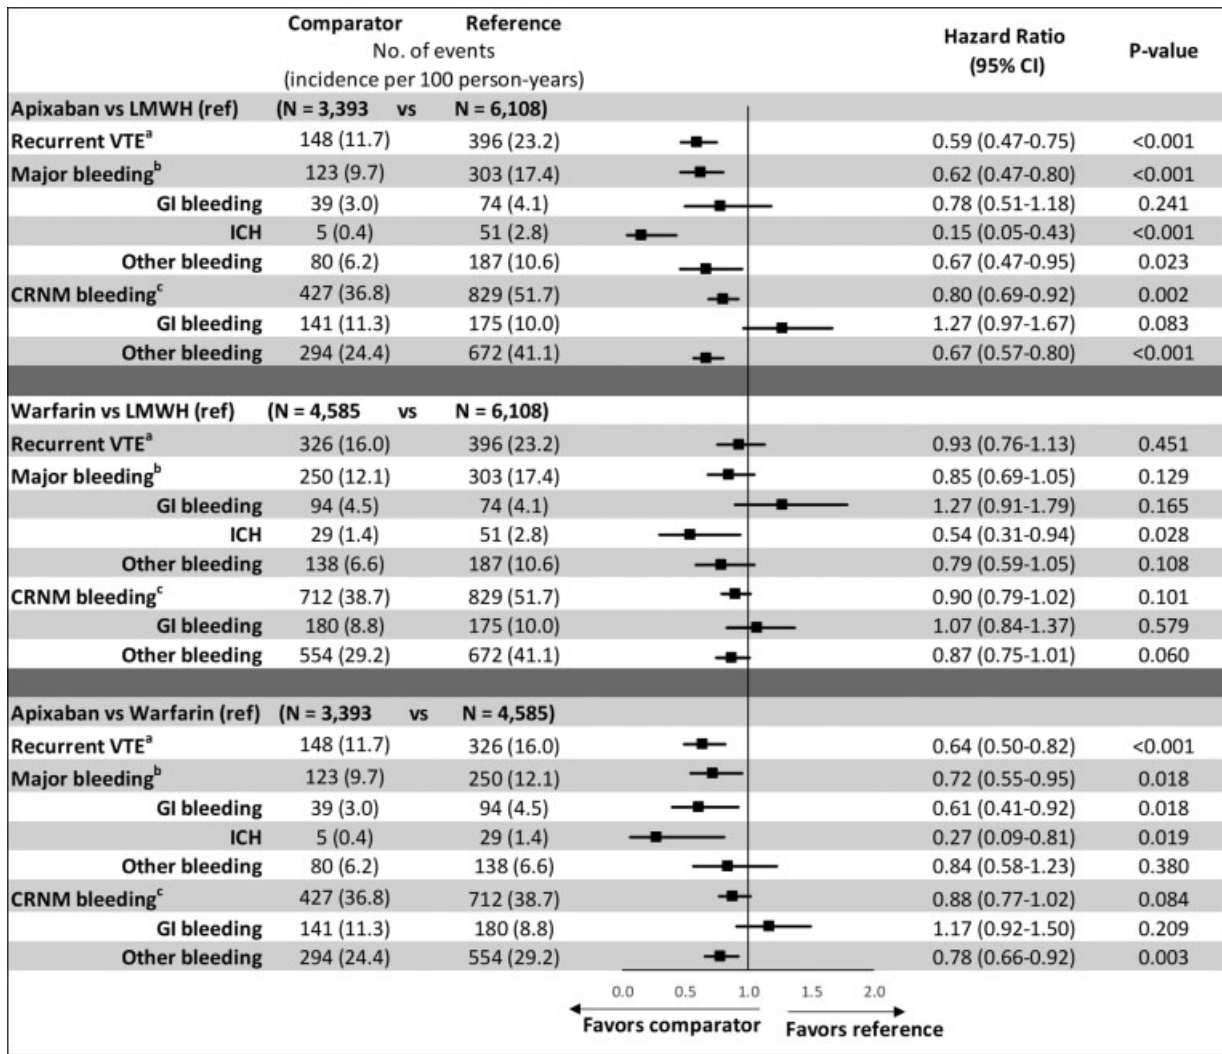 Comparator Reference
No. of events
(incidence per 100 person-years)
Hazard Ratio
(95% CI)
P-value
Apixaban vs LMWH (ref) (N = 3,393 vs N = 6,108)
Recurrent VTEa 148 (11.7) 396 (23.2) 0.59 (0.47-0.75) <0.001
Major bleedingb 123 (9.7) 303 (17.4) 0.62 (0.47-0.80) <0.001
GI bleeding 39 (3.0) 74 (4.1) 0.78 (0.51-1.18) 0.241
ICH 5 (0.4) 51 (2.8) 0.15 (0.05-0.43) <0.001
Other bleeding 80 (6.2) 187 (10.6) 0.67 (0.47-0.95) 0.023
CRNM bleedingc 427 (36.8) 829 (51.7) 0.80 (0.69-0.92) 0.002
GI bleeding 141 (11.3) 175 (10.0) 1.27 (0.97-1.67) 0.083
Other bleeding 294 (24.4) 672 (41.1) 0.67 (0.57-0.80) <0.001
Warfarin vs LMWH (ref) (N = 4,585 vs N = 6,108)
Recurrent VTEa 326 (16.0) 396 (23.2) 0.93 (0.76-1.13) 0.451
Major bleedingb 250 (12.1) 303 (17.4) 0.85 (0.69-1.05) 0.129
GI bleeding 94 (4.5) 74 (4.1) 1.27 (0.91-1.79) 0.165
ICH 29 (1.4) 51 (2.8) 0.54 (0.31-0.94) 0.028
Other bleeding 138 (6.6) 187 (10.6) 0.79 (0.59-1.05) 0.108
CRNM bleedingc 712 (38.7) 829 (51.7) 0.90 (0.79-1.02) 0.101
GI bleeding 180 (8.8) 175 (10.0) 1.07 (0.84-1.37) 0.579
Other bleeding 554 (29.2) 672 (41.1) 0.87 (0.75-1.01) 0.060
Apixaban vs Warfarin (ref) (N = 3,393 vs N = 4,585)
Recurrent VTEa 148 (11.7) 326 (16.0) 0.64 (0.50-0.82) <0.001
Major bleedingb 123 (9.7) 250 (12.1) 0.72 (0.55-0.95) 0.018
GI bleeding 39 (3.0) 94 (4.5) 0.61 (0.41-0.92) 0.018
ICH 5 (0.4) 29 (1.4) 0.27 (0.09-0.81) 0.019
Other bleeding 80 (6.2) 138 (6.6) 0.84 (0.58-1.23) 0.380
CRNM bleedingc 427 (36.8) 712 (38.7) 0.88 (0.77-1.02) 0.084
GI bleeding 141 (11.3) 180 (8.8) 1.17 (0.92-1.50) 0.209
Other bleeding 294 (24.4) 554 (29.2) 0.78 (0.66-0.92) 0.003
0.0 0.5 1.0 1.5 2.0
Favors comparator Favors reference